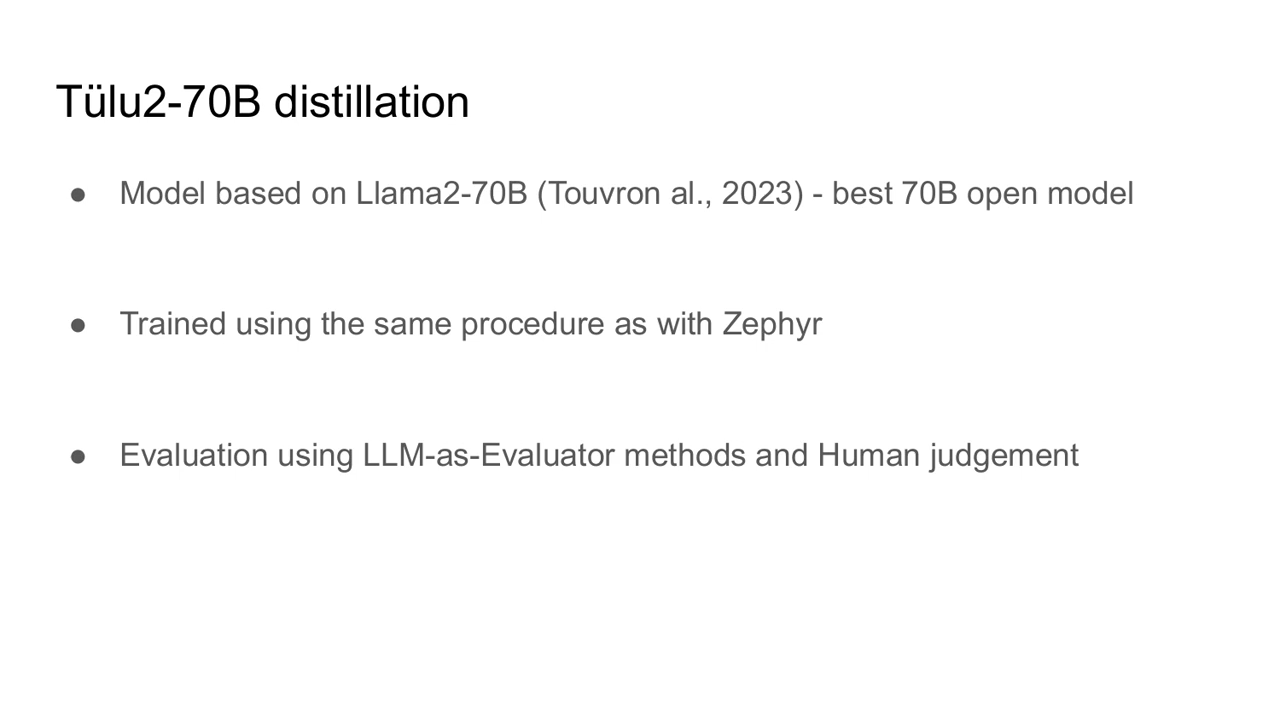 Tülu2-70B distillation
● Model based on Llama2-70B (Touvron al., 2023) - best 70B open model
● Trained using the same procedure as with Zephyr
● Evaluation using LLM-as-Evaluator methods and Human judgement